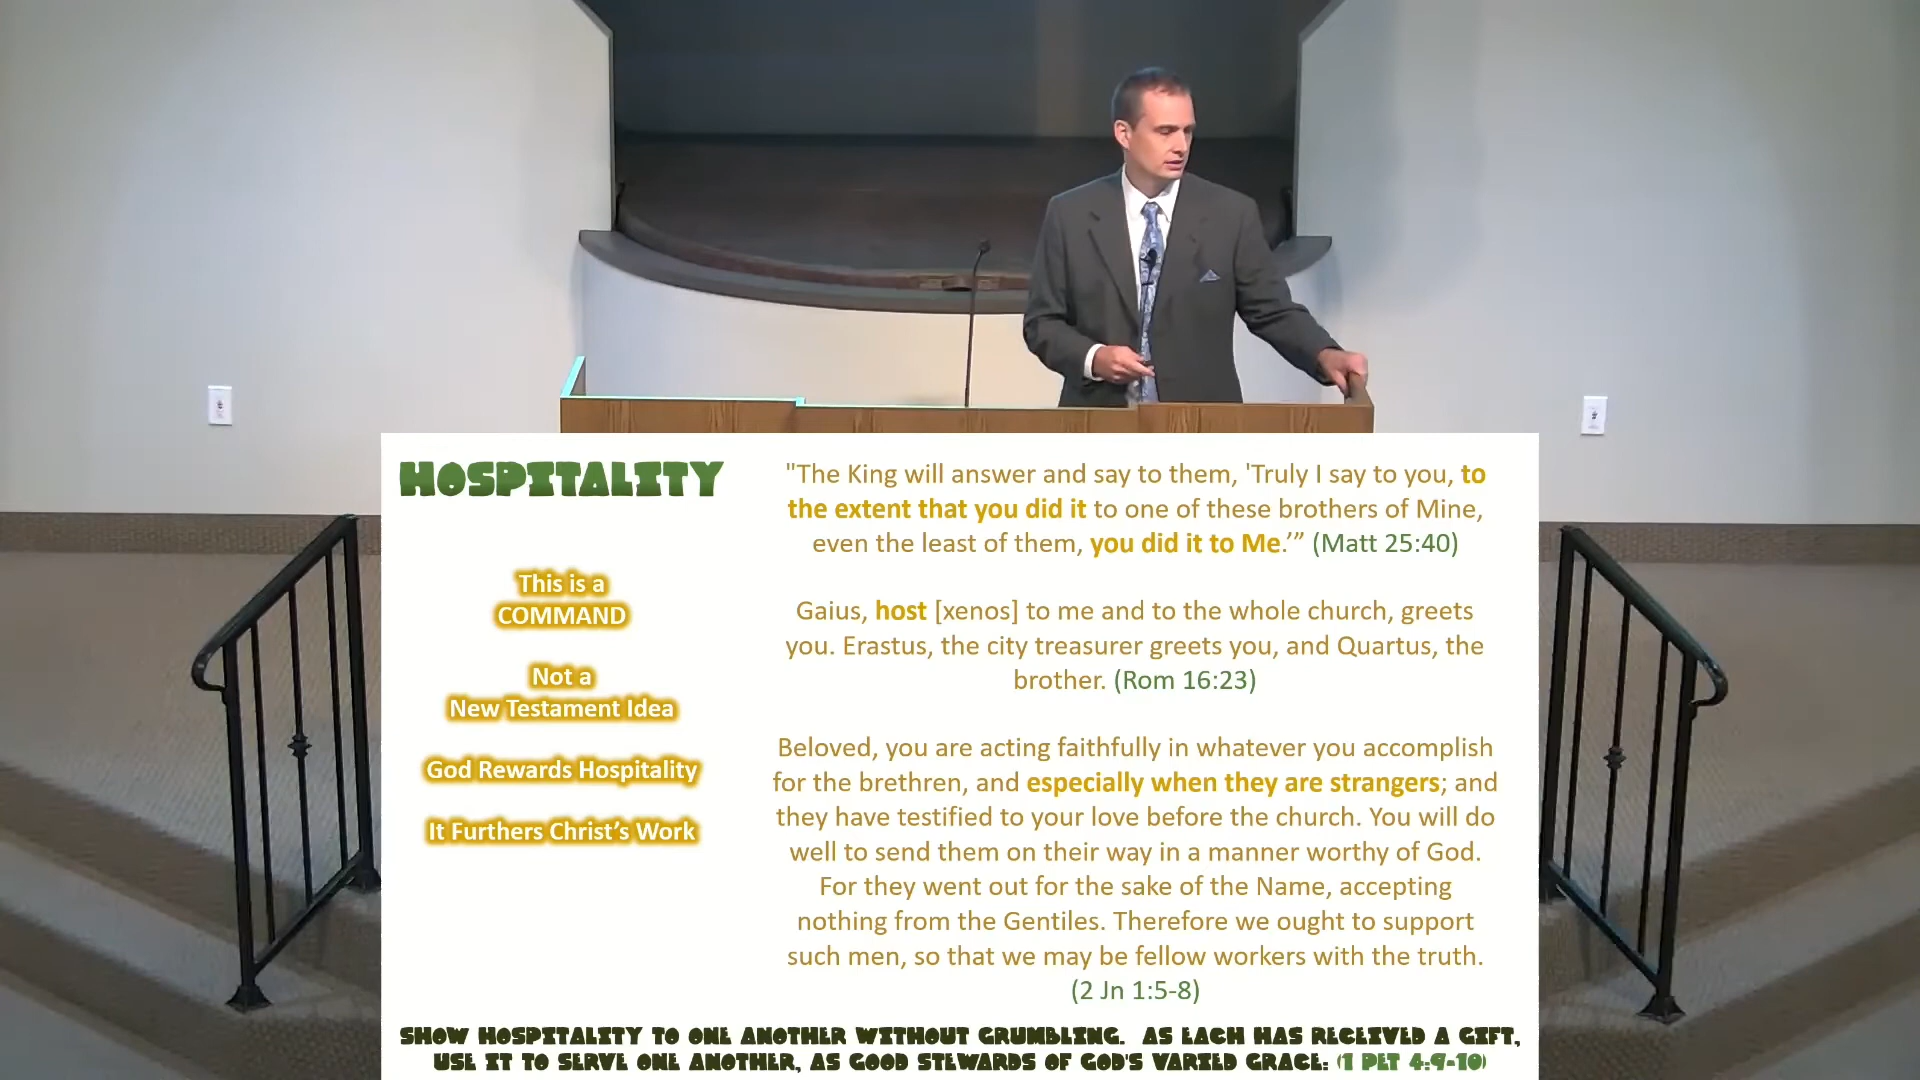 HOSPITALITY
This is a
COMMAND
Not a
New Testament Idea
God Rewards Hospitality
It Furthers Christ's Work
"The King will answer and say to them, 'Truly I say to you, to
the extent that you did it to one of these brothers of Mine,
even the least of them, you did it to Me.'” (Matt 25:40)
Gaius, host [xenos] to me and to the whole church, greets
you. Erastus, the city treasurer greets you, and Quartus, the
brother. (Rom 16:23)
Beloved, you are acting faithfully in whatever you accomplish
for the brethren, and especially when they are strangers; and
they have testified to your love before the church. You will do
well to send them on their way in a manner worthy of God.
For they went out for the sake of the Name, accepting
nothing from the Gentiles. Therefore we ought to support
such men, so that we may be fellow workers with the truth.
(2 Jn 1:5-8)
SHOW HOSPITALITY TO ONE ANOTHER WITHOUT GRUMBLING. AS EACH HAS RECEIVED A GIFT,
USE IT TO SERVE ONE ANOTHER, AS GOOD STEWARDS OF GOD'S VARIED GRACE: (1 PET 4:9-10)